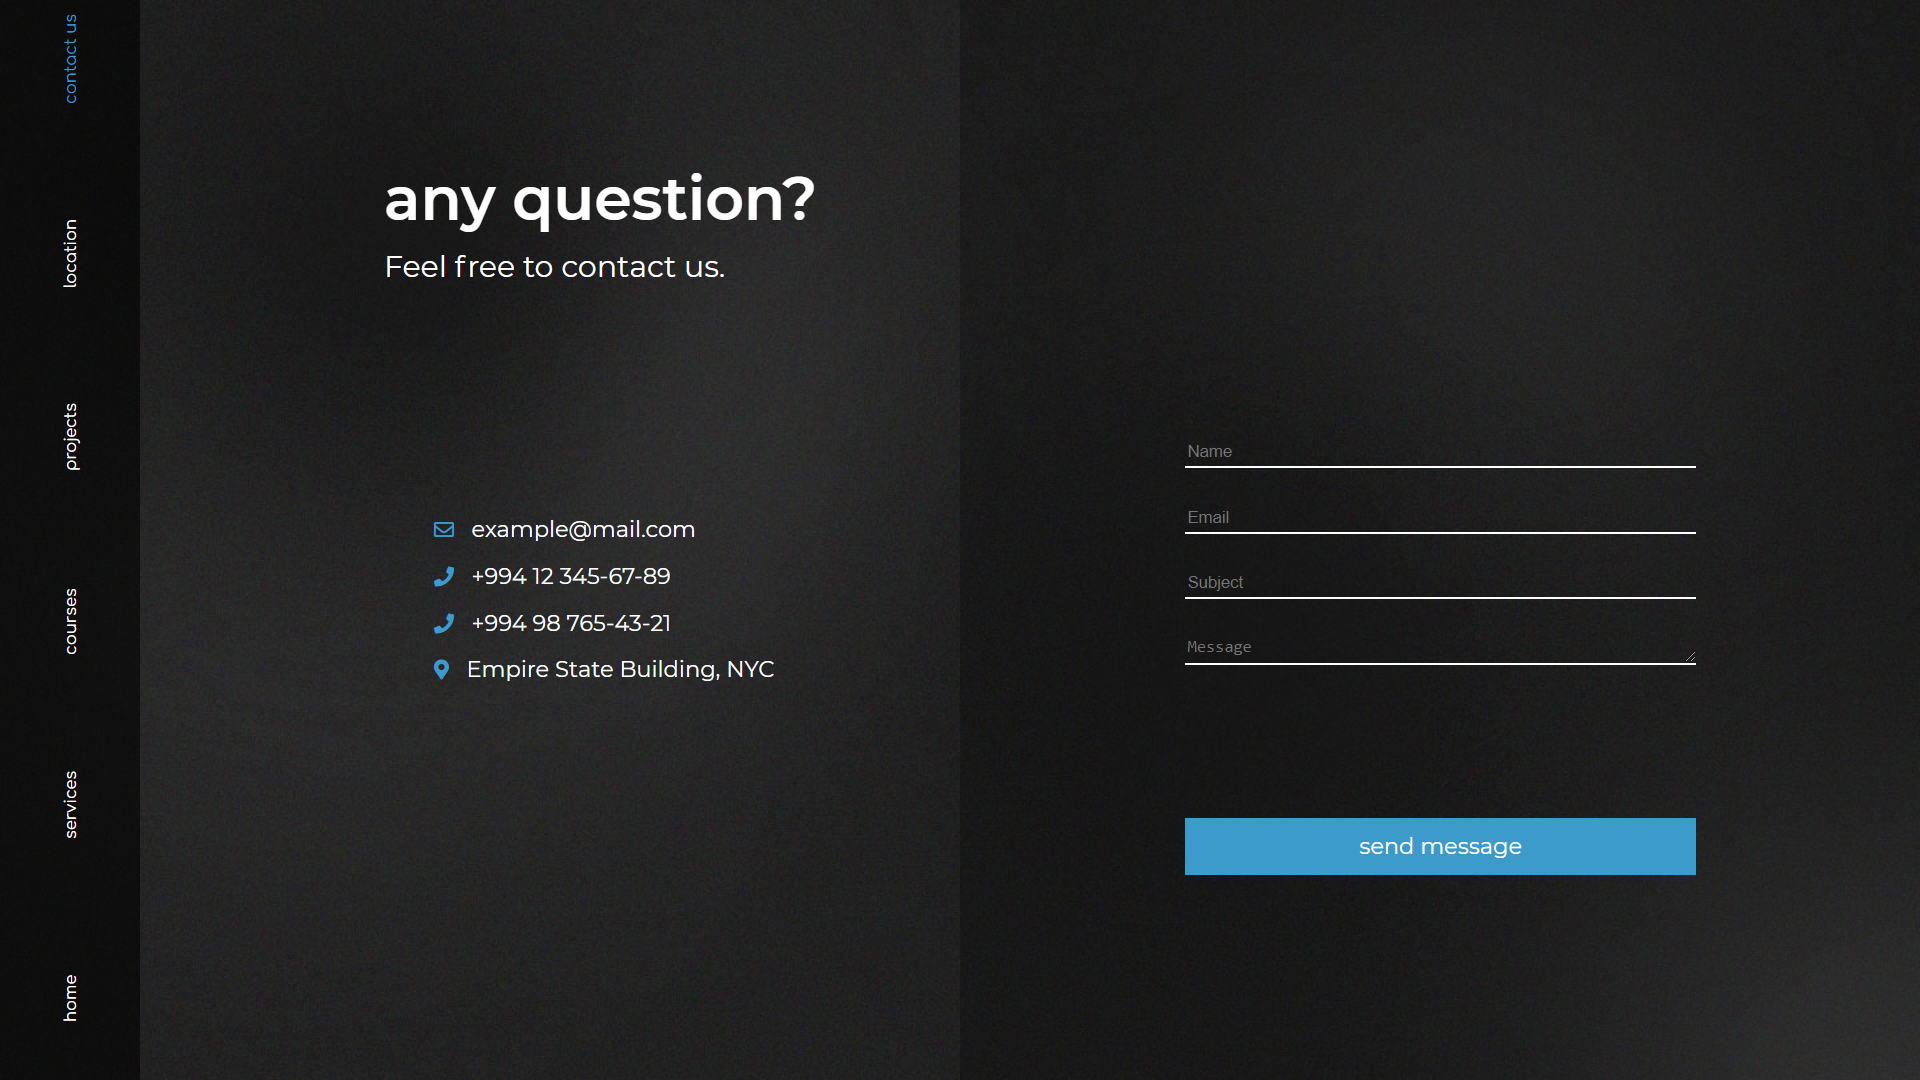 contact us
location
projects
courses
services
home
any question?
Feel free to contact us.
example@mail.com
+994 12 345-67-89
+994 98 765-43-21
Empire State Building, NYC
Name
Email
Subject
Message
send message